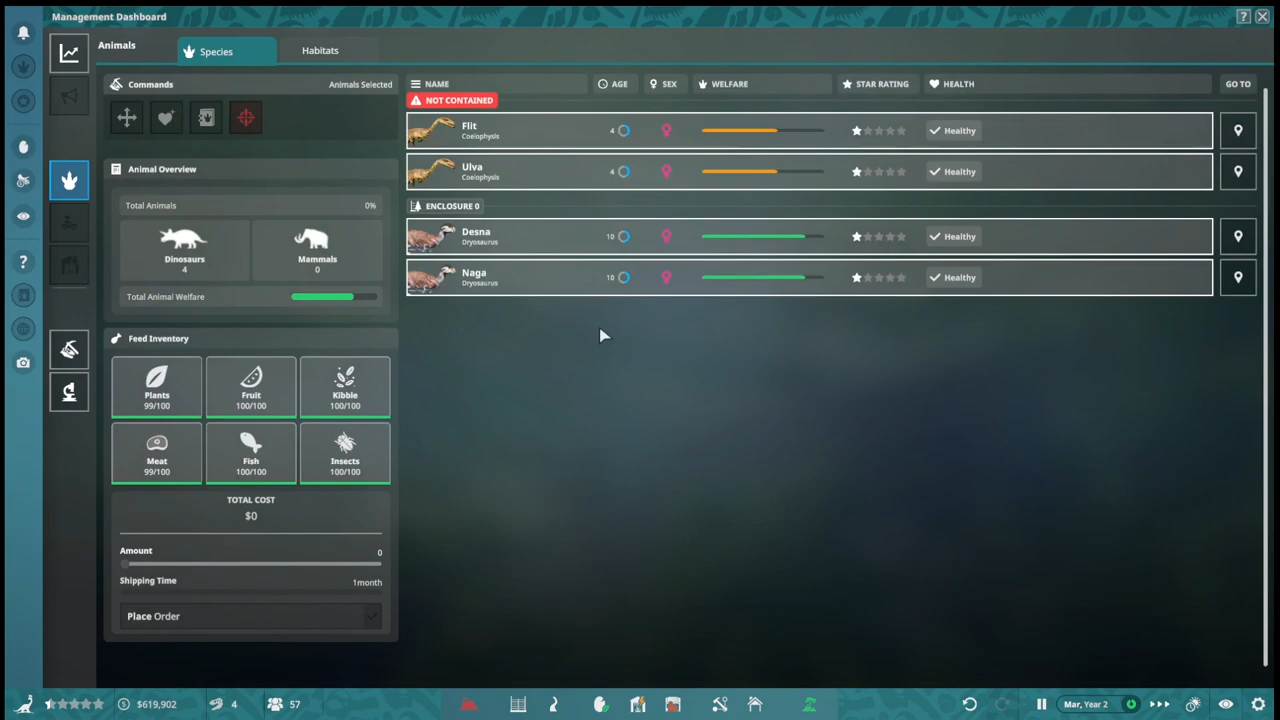 Management Dashboard
?
Animals
Species
Habitats
Commands
Animals Selected
NAME
AGE
SEX
WELFARE
STAR RATING
HEALTH
GO TO
NOT CONTAINED
Flit
Coelophysis
4
Healthy
Ulva
Coelophysis
4
Healthy
ENCLOSURE 0
Desna
Dryosaurus
10
Healthy
Naga
Dryosaurus
10
Healthy
Animal Overview
Total Animals
0%
Dinosaurs
4
Mammals
0
Total Animal Welfare
Feed Inventory
Plants
99/100
Fruit
100/100
Kibble
100/100
Meat
99/100
Fish
100/100
Insects
100/100
TOTAL COST
$0
Amount
0
Shipping Time
1month
Place Order
?
$619,902
4
57
Mar, Year 2